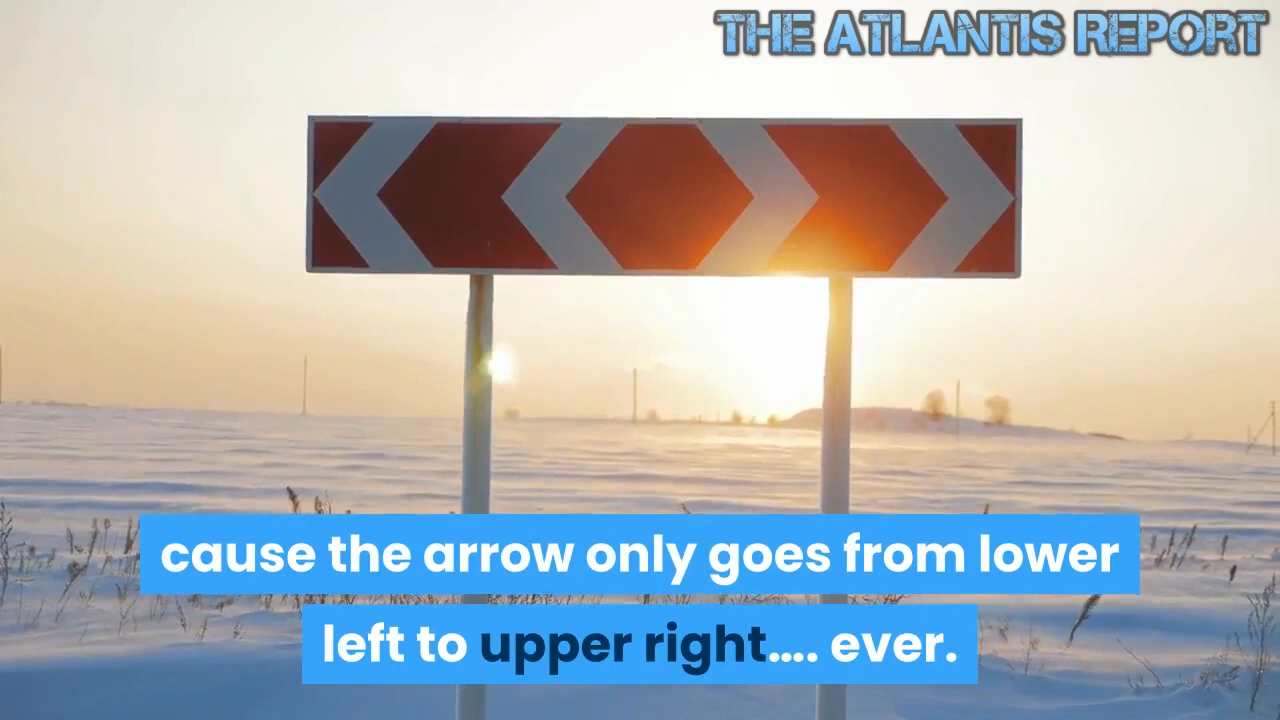 THE ATLANTIS REPORT
cause the arrow only goes from lower
left to upper right.... ever.